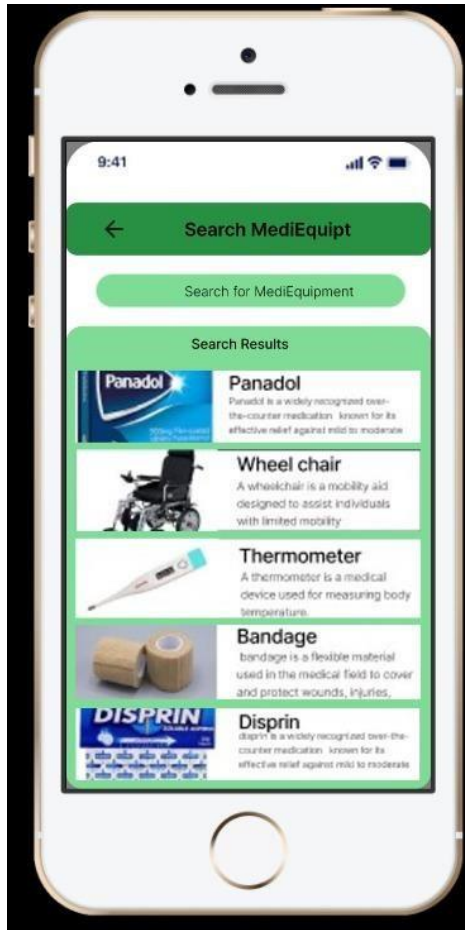 9:41
Search MediEquipt
Search for MediEquipment
Search Results
Panadol
Panadol
Panadol is a widely recognized over-
the-counter medication known for its
effective relief against mild to moderate
Wheel chair
A wheelchair is a mobility aid
designed to assist individuals
with limited mobility
Thermometer
A thermometer is a medical
device used for measuring body
temperature.
Bandage
bandage is a flexible material
used in the medical field to cover
and protect wounds, injuries,
DISPRIN
Disprin
disprin is a widely recognized over-the-
counter medication known for its
effective relief against mild to moderate